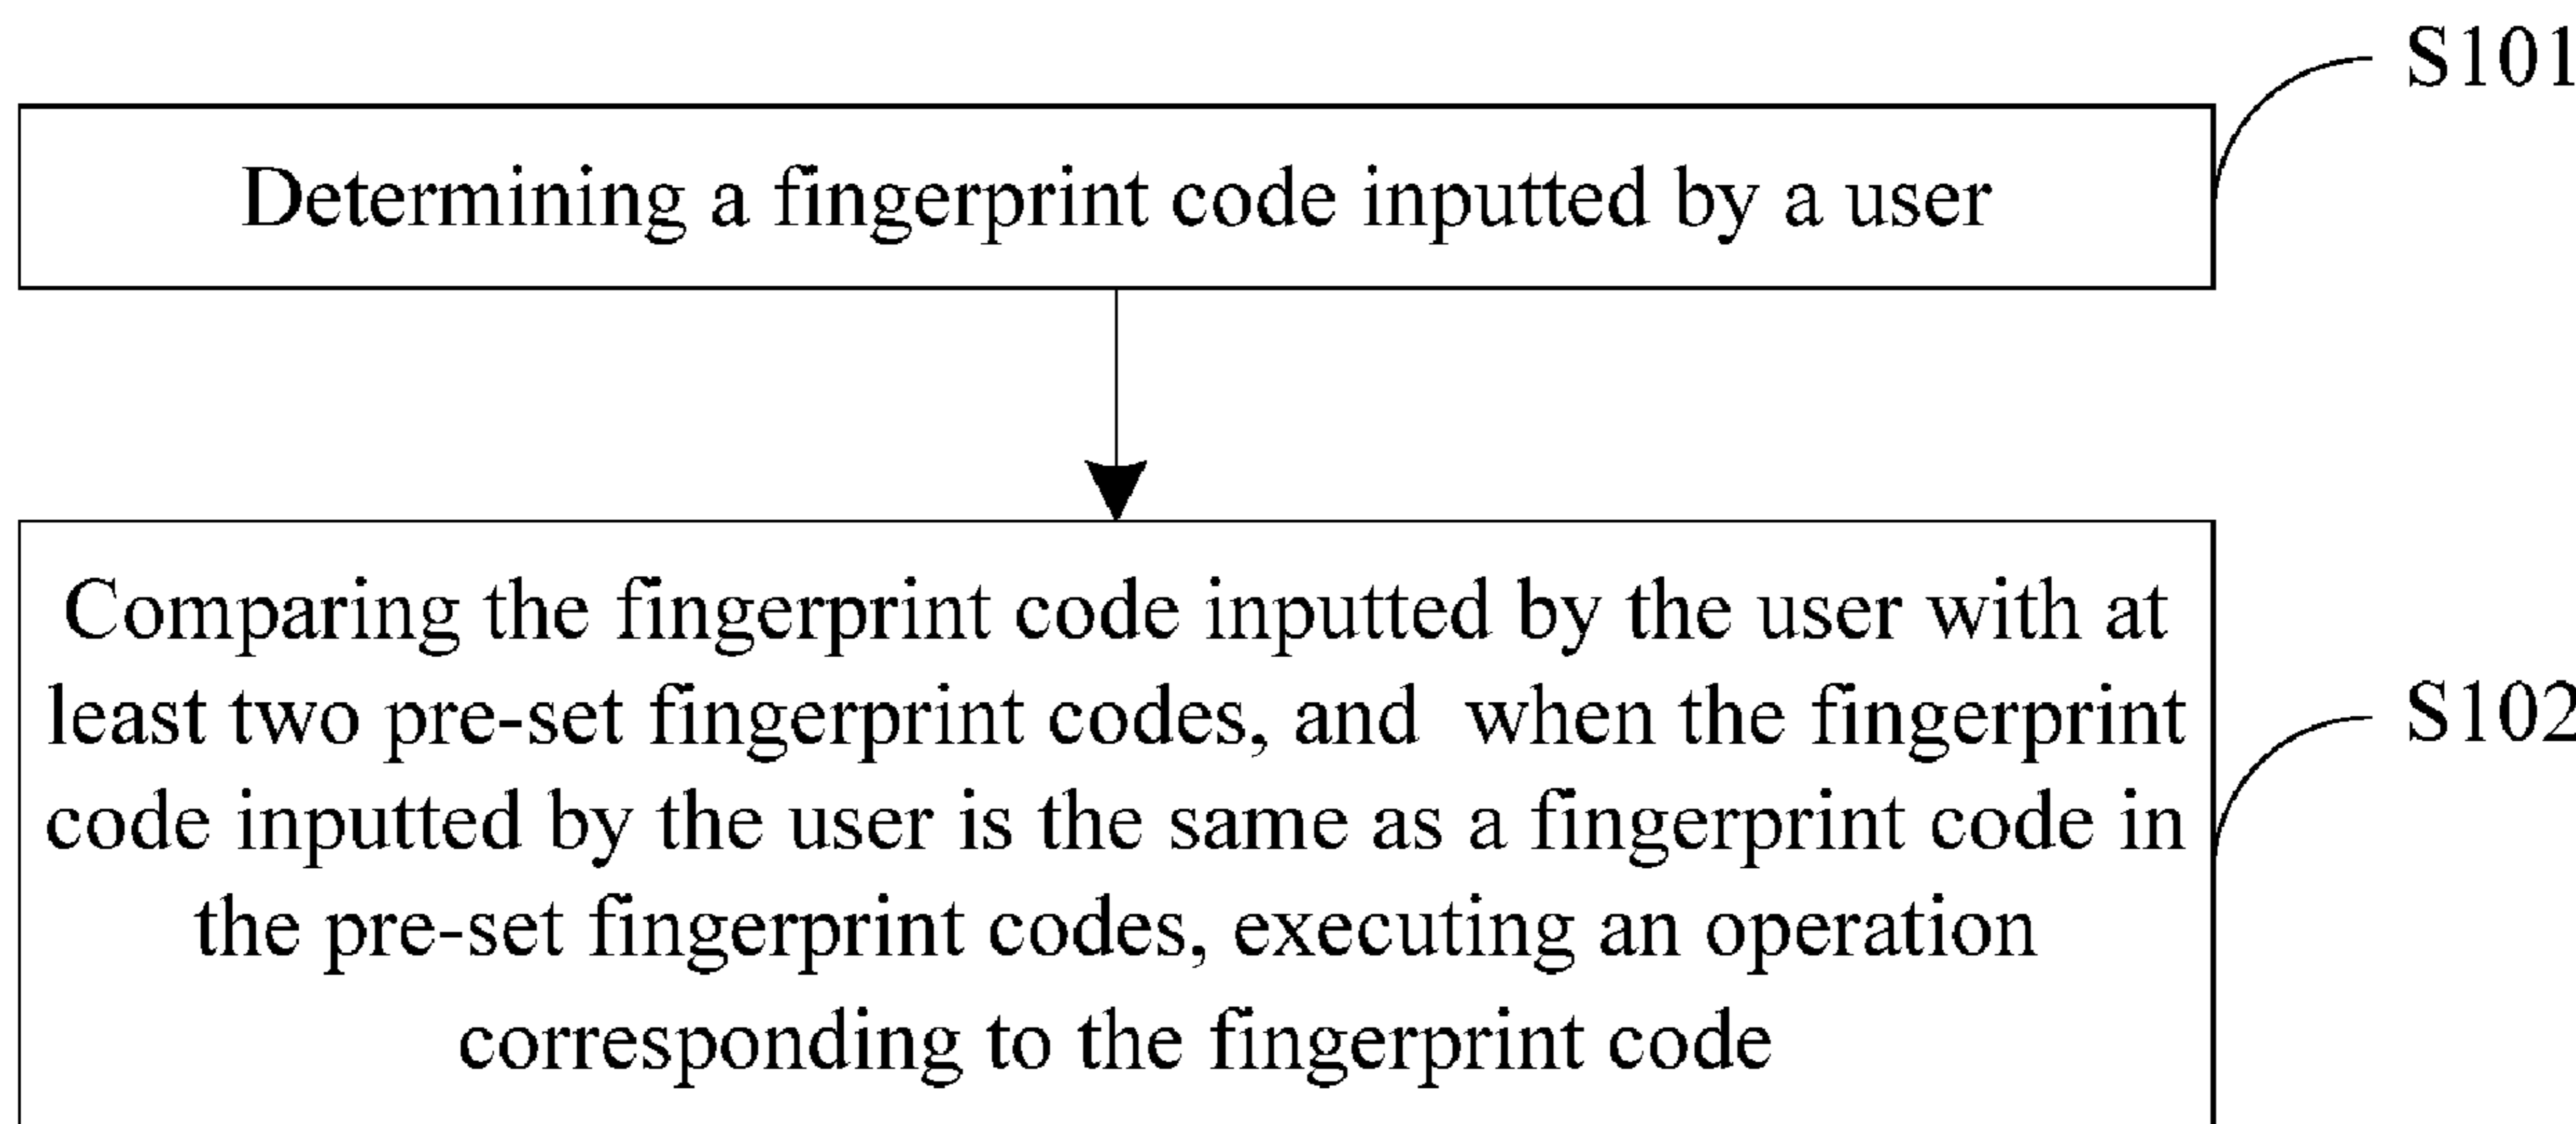 S101
Determining a fingerprint code inputted by a user
Comparing the fingerprint code inputted by the user with at
least two pre-set fingerprint codes, and when the fingerprint
code inputted by the user is the same as a fingerprint code in
the pre-set fingerprint codes, executing an operation
corresponding to the fingerprint code
S102